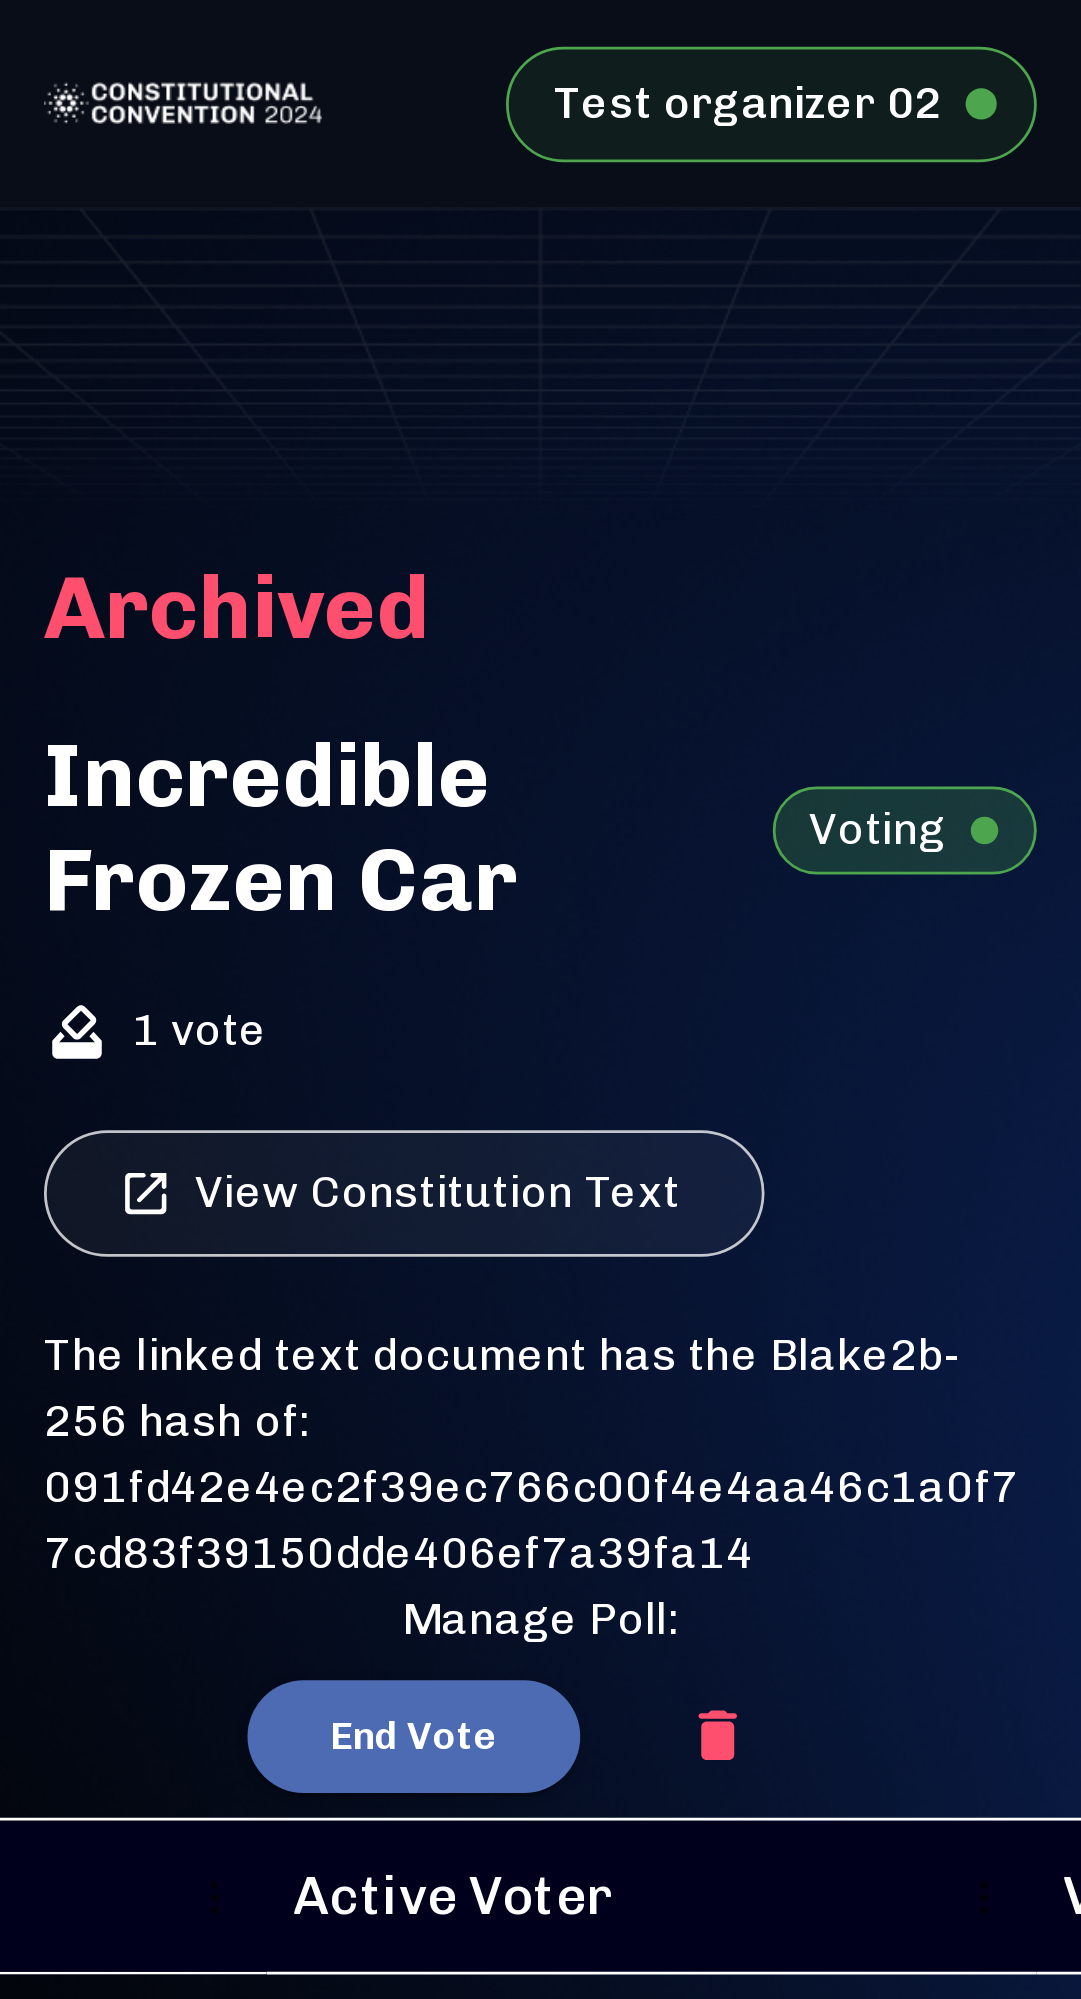 CONSTITUTIONAL
CONVENTION 2024
Test organizer 02
Archived
Incredible
Frozen Car
Voting
1 vote
View Constitution Text
The linked text document has the Blake2b-
256 hash of:
091fd42e4ec2f39ec766c00f4e4aa46c1a0f7
7cd83f39150dde406ef7a39fa14
Manage Poll:
End Vote
Active Voter